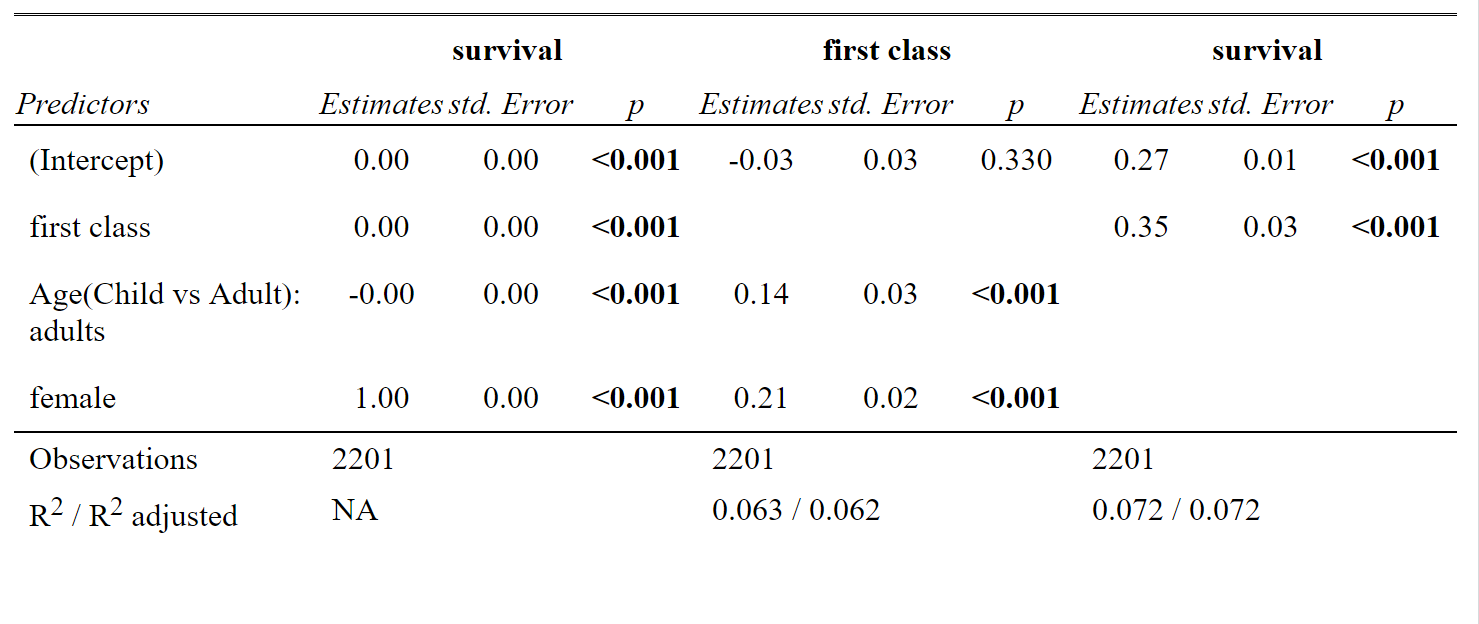 survival first class survival
Predictors Estimates std. Error p Estimates std. Error p Estimates std. Error p
(Intercept) 0.00 0.00 <0.001 -0.03 0.03 0.330 0.27 0.01 <0.001
first class 0.00 0.00 <0.001 0.35 0.03 <0.001
Age(Child vs Adult): -0.00 0.00 <0.001 0.14 0.03 <0.001
adults
female 1.00 0.00 <0.001 0.21 0.02 <0.001
Observations 2201 2201 2201
R2 / R2 adjusted NA 0.063 / 0.062 0.072 / 0.072